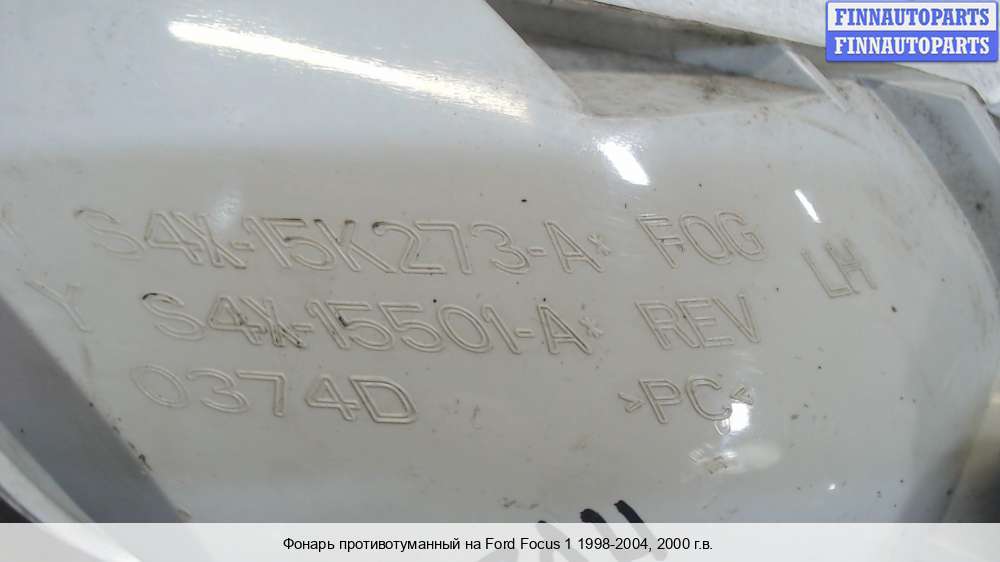 FINNAUTOPARTS
FINNAUTOPARTS
S4X-15K273-A* FOG
Y S4X-15501-A* REV LH
0374D >PC<
Фонарь противотуманный на Ford Focus 1 1998-2004, 2000 г.в.